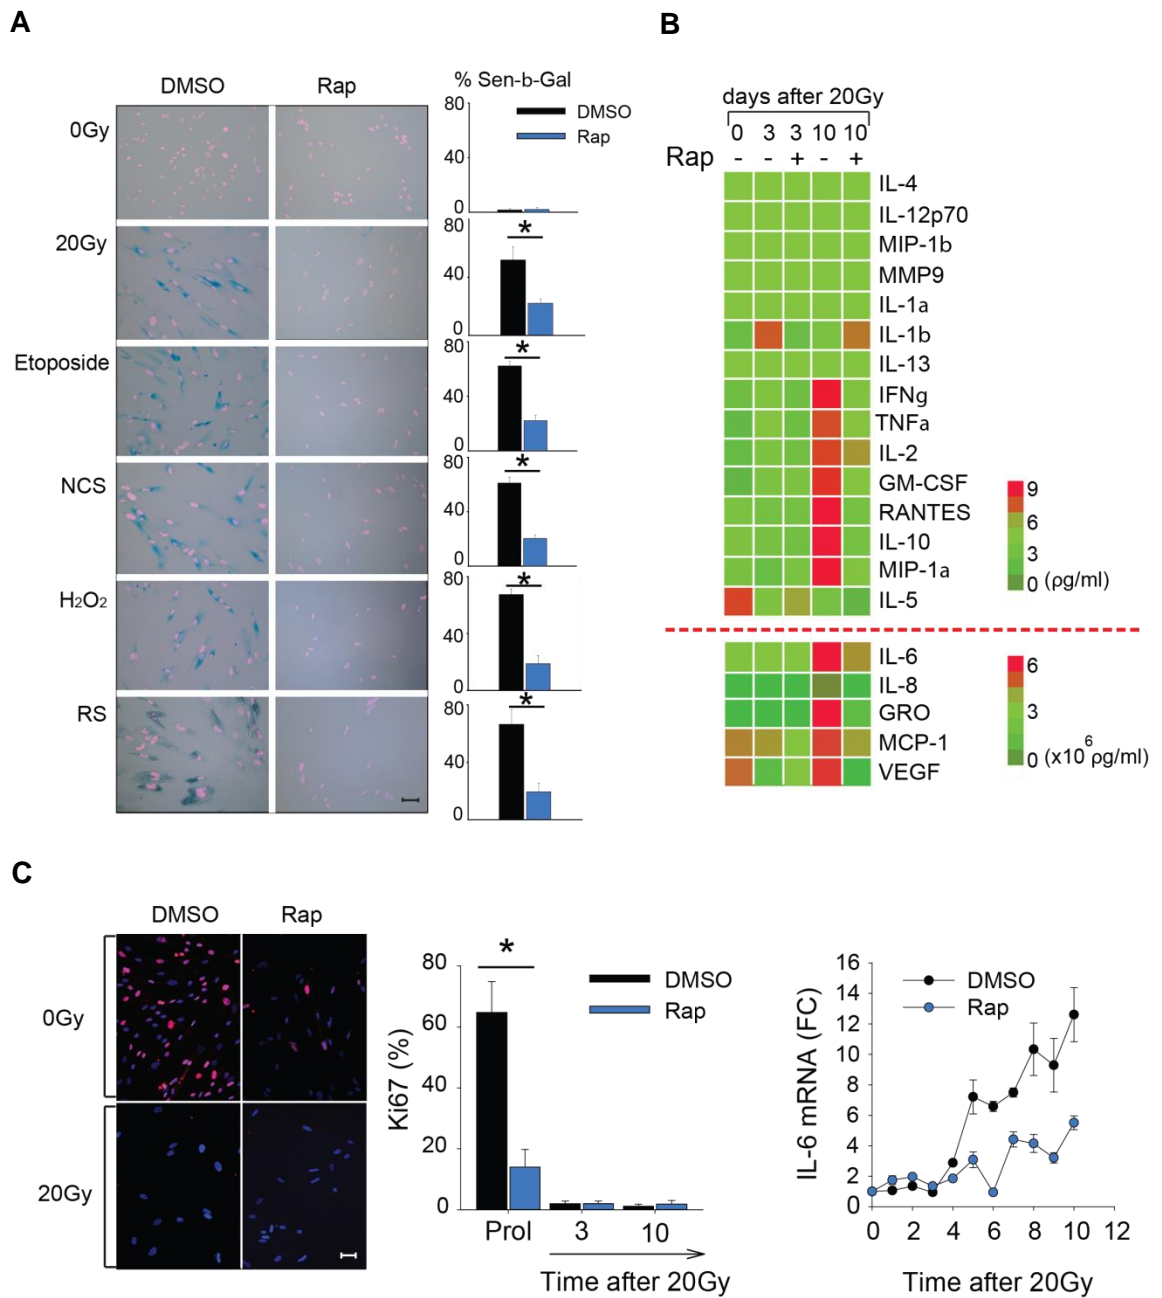 A
DMSO Rap
% Sen-b-Gal
0Gy
80
40
0
DMSO
Rap
20Gy
80
40
0
*
Etoposide
80
40
0
*
NCS
80
40
0
*
H2O2
80
40
0
*
RS
80
40
0
*
B
days after 20Gy
0 3 3 10 10
Rap - - + - +
IL-4
IL-12p70
MIP-1b
MMP9
IL-1a
IL-1b
IL-13
IFNg
TNFa
IL-2
GM-CSF
RANTES
IL-10
MIP-1a
IL-5
9
6
3
0 (ρg/ml)
IL-6
IL-8
GRO
MCP-1
VEGF
6
3
0 (x10^6 ρg/ml)
C
DMSO Rap
0Gy
20Gy
Ki67 (%)
80
60
40
20
0
*
DMSO
Rap
Prol 3 10
Time after 20Gy
IL-6 mRNA (FC)
16
14
12
10
8
6
4
2
0
DMSO
Rap
0 2 4 6 8 10 12
Time after 20Gy